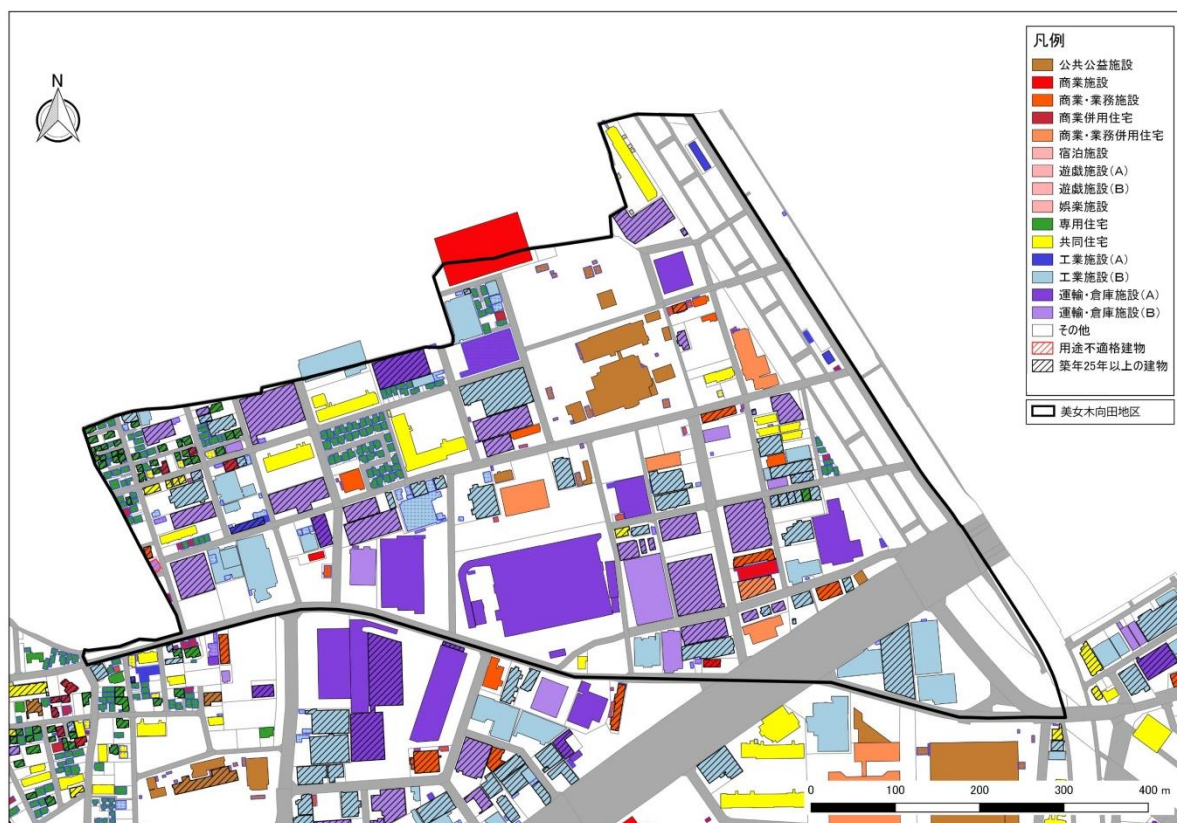 N
凡例
公共公益施設
商業施設
商業・業務施設
商業併用住宅
商業・業務併用住宅
宿泊施設
遊戯施設(A)
遊戯施設(B)
娯楽施設
専用住宅
共同住宅
工業施設(A)
工業施設(B)
運輸・倉庫施設(A)
運輸・倉庫施設(B)
その他
用途不適格建物
築年25年以上の建物
美女木向田地区
0 100 200 300 400 m